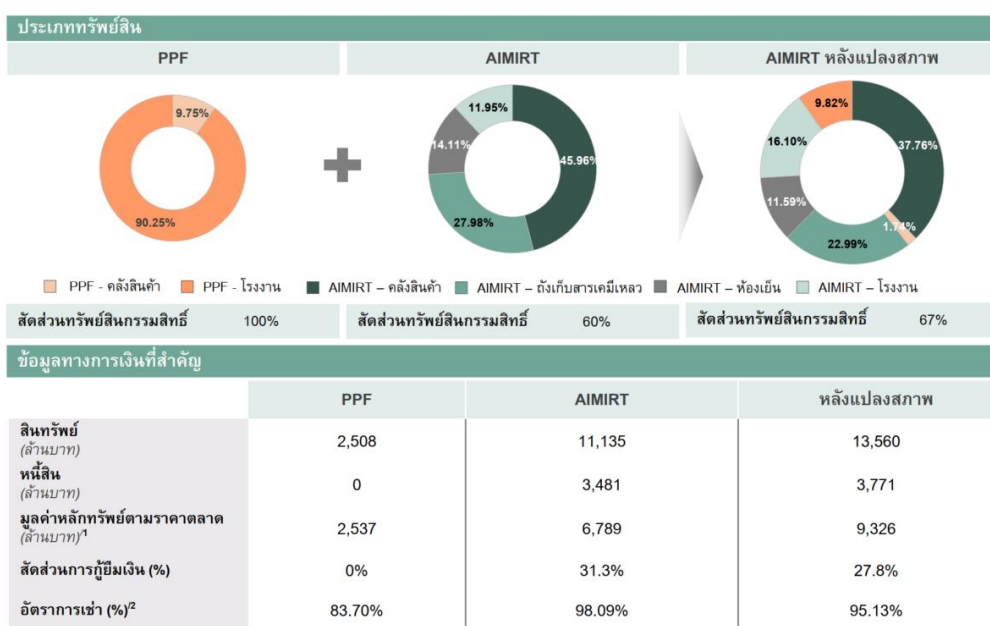 ประเภททรัพย์สิน
PPF
AIMIRT
AIMIRT หลังแปลงสภาพ
9.75%
90.25%
11.95%
14.11%
45.96%
27.98%
9.82%
16.10%
37.76%
11.59%
1.74%
22.99%
PPF - คลังสินค้า
PPF - โรงงาน
AIMIRT – คลังสินค้า
AIMIRT – ถังเก็บสารเคมีเหลว
AIMIRT – ห้องเย็น
AIMIRT – โรงงาน
สัดส่วนทรัพย์สินกรรมสิทธิ์ 100%
สัดส่วนทรัพย์สินกรรมสิทธิ์ 60%
สัดส่วนทรัพย์สินกรรมสิทธิ์ 67%
ข้อมูลทางการเงินที่สำคัญ
PPF AIMIRT หลังแปลงสภาพ
สินทรัพย์
(ล้านบาท)
2,508 11,135 13,560
หนี้สิน
(ล้านบาท)
0 3,481 3,771
มูลค่าหลักทรัพย์ตามราคาตลาด
(ล้านบาท)/1
2,537 6,789 9,326
สัดส่วนการกู้ยืมเงิน (%) 0% 31.3% 27.8%
อัตราการเช่า (%)/2 83.70% 98.09% 95.13%